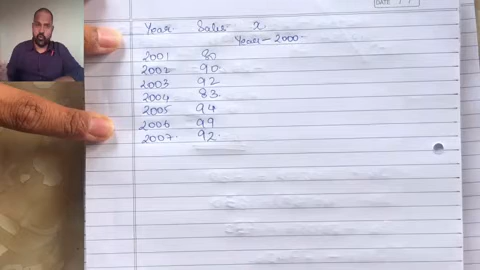 DATE
Year Sales x
Year - 2000.
2001 80
2002 90.
2003 92
2004 83.
2005 94
2006 99
2007. 92.